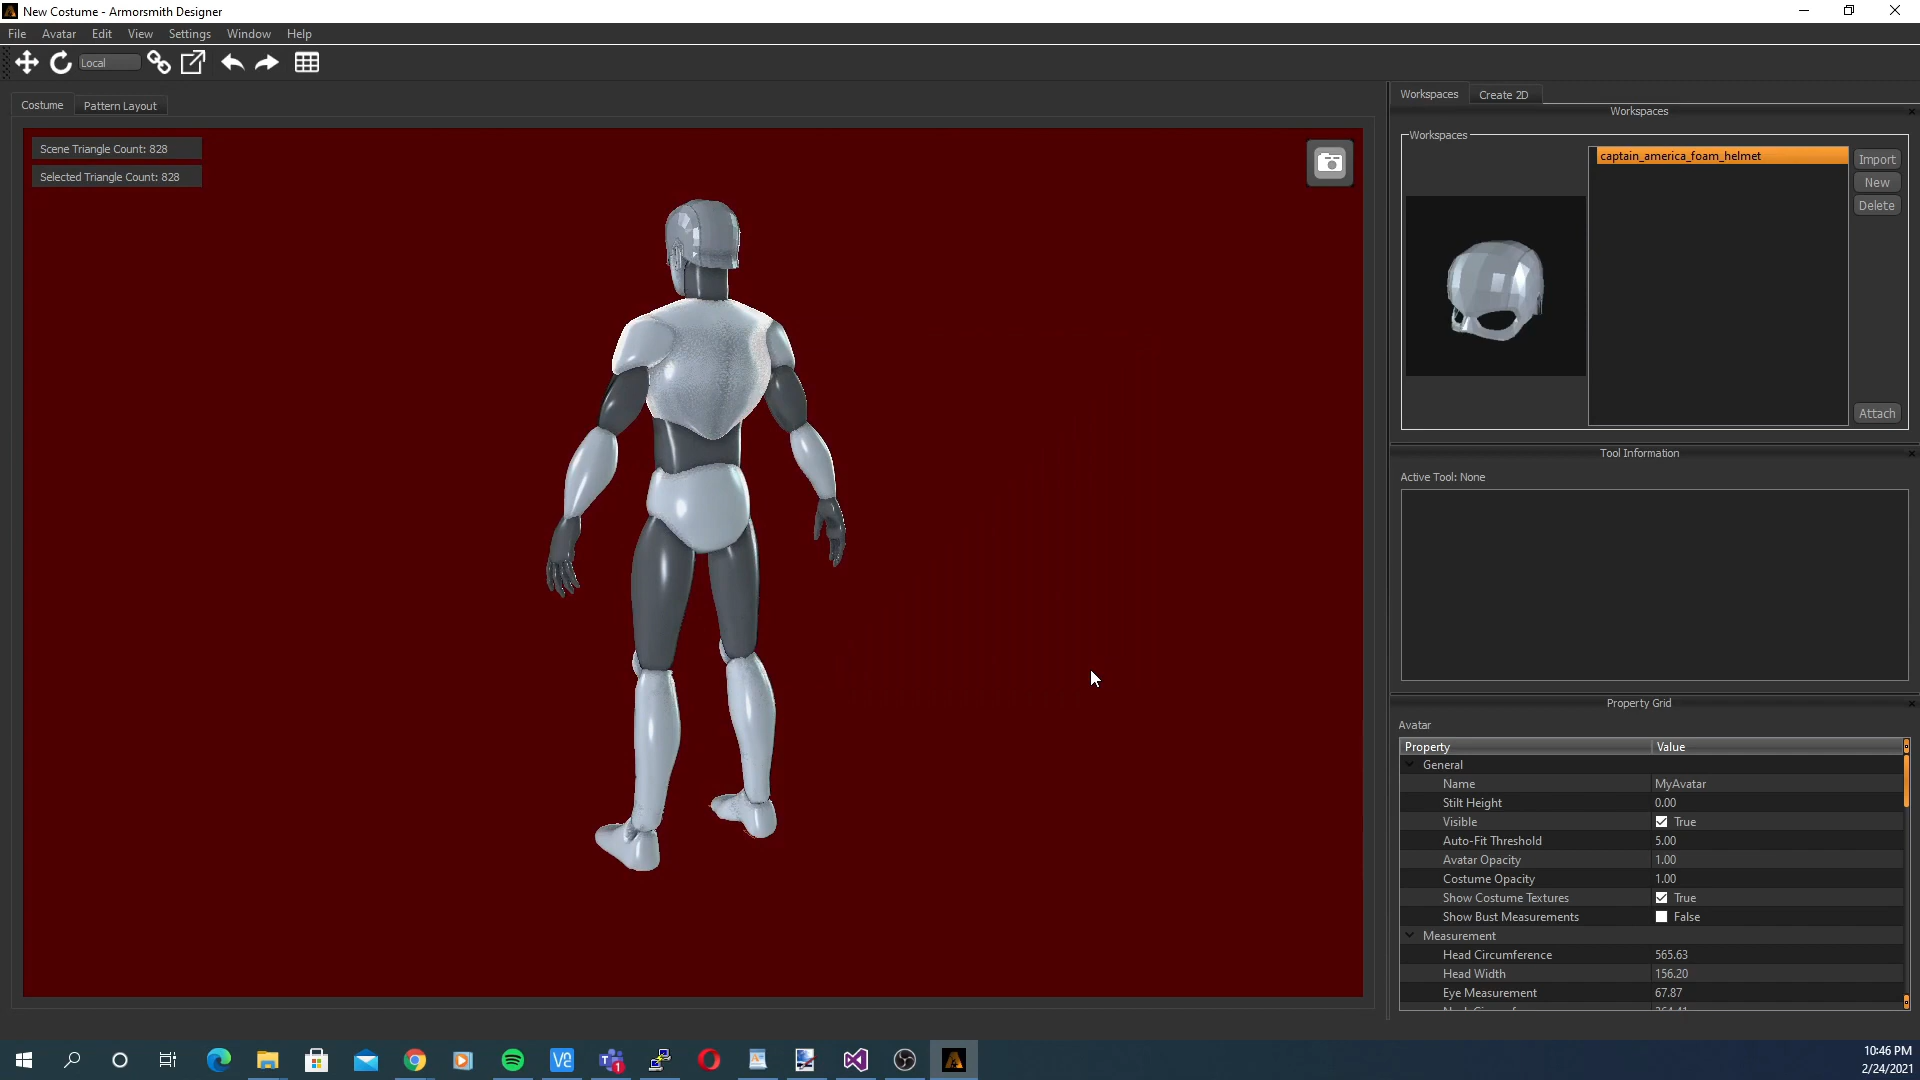 New Costume - Armorsmith Designer
File Avatar Edit View Settings Window Help
Local
Costume Pattern Layout
Scene Triangle Count: 828
Selected Triangle Count: 828
Workspaces Create 2D
Workspaces
Workspaces
captain_america_foam_helmet
Import
New
Delete
Attach
Tool Information
Active Tool: None
Property Grid
Avatar
Property Value
General
Name MyAvatar
Stilt Height 0.00
Visible True
Auto-Fit Threshold 5.00
Avatar Opacity 1.00
Costume Opacity 1.00
Show Costume Textures True
Show Bust Measurements False
Measurement
Head Circumference 565.63
Head Width 156.20
Eye Measurement 67.87
10:46 PM
2/24/2021